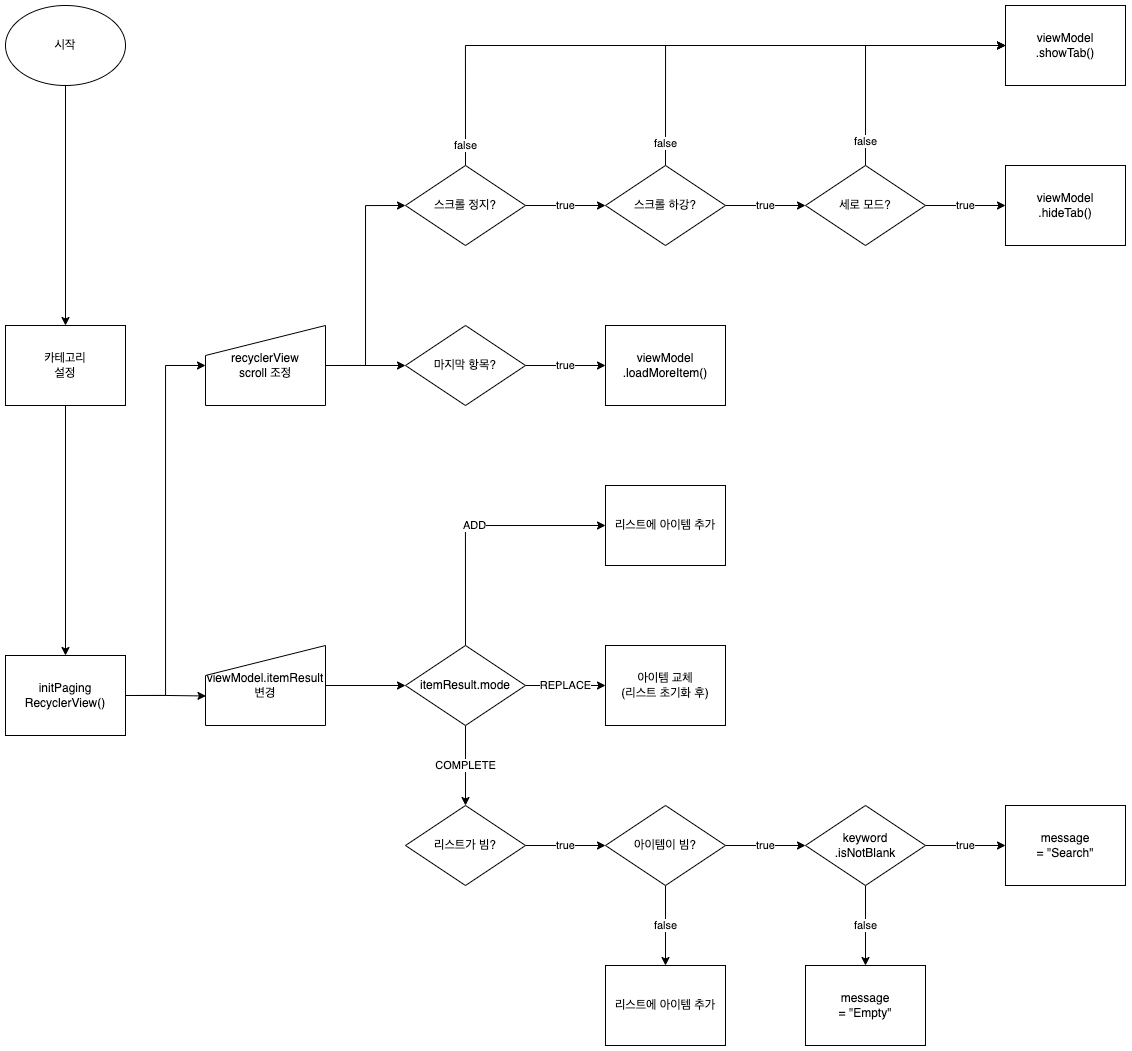 시작
viewModel
.showTab()
false
false
false
스크롤 정지?
true
스크롤 하강?
true
세로 모드?
true
viewModel
.hideTab()
카테고리
설정
recyclerView
scroll 조정
마지막 항목?
true
viewModel
.loadMoreItem()
ADD
리스트에 아이템 추가
initPaging
RecyclerView()
viewModel.itemResult
변경
itemResult.mode
REPLACE
아이템 교체
(리스트 초기화 후)
COMPLETE
리스트가 빔?
true
아이템이 빔?
true
keyword
.isNotBlank
true
message
= "Search"
false
false
리스트에 아이템 추가
message
= "Empty"